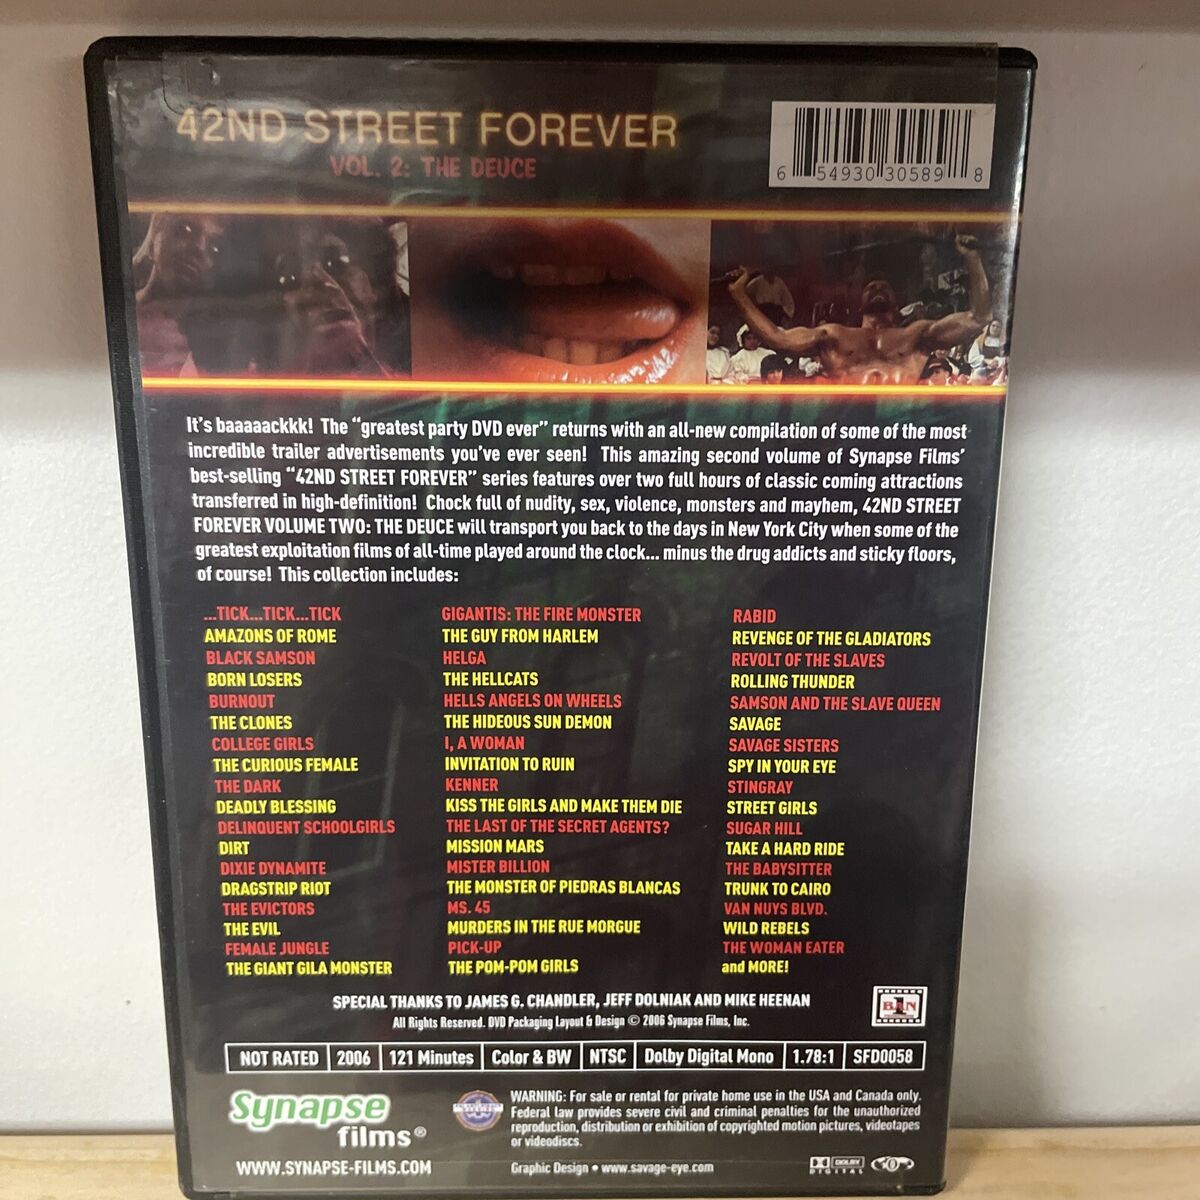 42ND STREET FOREVER
VOL. 2: THE DEUCE
6 54930 30589 8
It's baaaaackkk! The “greatest party DVD ever” returns with an all-new compilation of some of the most
incredible trailer advertisements you've ever seen! This amazing second volume of Synapse Films'
best-selling “42ND STREET FOREVER” series features over two full hours of classic coming attractions
transferred in high-definition! Chock full of nudity, sex, violence, monsters and mayhem, 42ND STREET
FOREVER VOLUME TWO: THE DEUCE will transport you back to the days in New York City when some of the
greatest exploitation films of all-time played around the clock... minus the drug addicts and sticky floors,
of course! This collection includes:
...TICK...TICK...TICK
AMAZONS OF ROME
BLACK SAMSON
BORN LOSERS
BURNOUT
THE CLONES
COLLEGE GIRLS
THE CURIOUS FEMALE
THE DARK
DEADLY BLESSING
DELINQUENT SCHOOLGIRLS
DIRT
DIXIE DYNAMITE
DRAGSTRIP RIOT
THE EVICTORS
THE EVIL
FEMALE JUNGLE
THE GIANT GILA MONSTER
GIGANTIS: THE FIRE MONSTER
THE GUY FROM HARLEM
HELGA
THE HELLCATS
HELLS ANGELS ON WHEELS
THE HIDEOUS SUN DEMON
I, A WOMAN
INVITATION TO RUIN
KENNER
KISS THE GIRLS AND MAKE THEM DIE
THE LAST OF THE SECRET AGENTS?
MISSION MARS
MISTER BILLION
THE MONSTER OF PIEDRAS BLANCAS
MS. 45
MURDERS IN THE RUE MORGUE
PICK-UP
THE POM-POM GIRLS
RABID
REVENGE OF THE GLADIATORS
REVOLT OF THE SLAVES
ROLLING THUNDER
SAMSON AND THE SLAVE QUEEN
SAVAGE
SAVAGE SISTERS
SPY IN YOUR EYE
STINGRAY
STREET GIRLS
SUGAR HILL
TAKE A HARD RIDE
THE BABYSITTER
TRUNK TO CAIRO
VAN NUYS BLVD.
WILD REBELS
THE WOMAN EATER
and MORE!
SPECIAL THANKS TO JAMES G. CHANDLER, JEFF DOLNIAK AND MIKE HEENAN
All Rights Reserved. DVD Packaging Layout & Design © 2006 Synapse Films, Inc.
BAN 1
NOT RATED 2006 121 Minutes Color & BW NTSC Dolby Digital Mono 1.78:1 SFD0058
Synapse
films®
WWW.SYNAPSE-FILMS.COM
WARNING: For sale or rental for private home use in the USA and Canada only.
Federal law provides severe civil and criminal penalties for the unauthorized
reproduction, distribution or exhibition of copyrighted motion pictures, videotapes
or videodiscs.
Graphic Design • www.savage-eye.com
DOLBY
DIGITAL
0